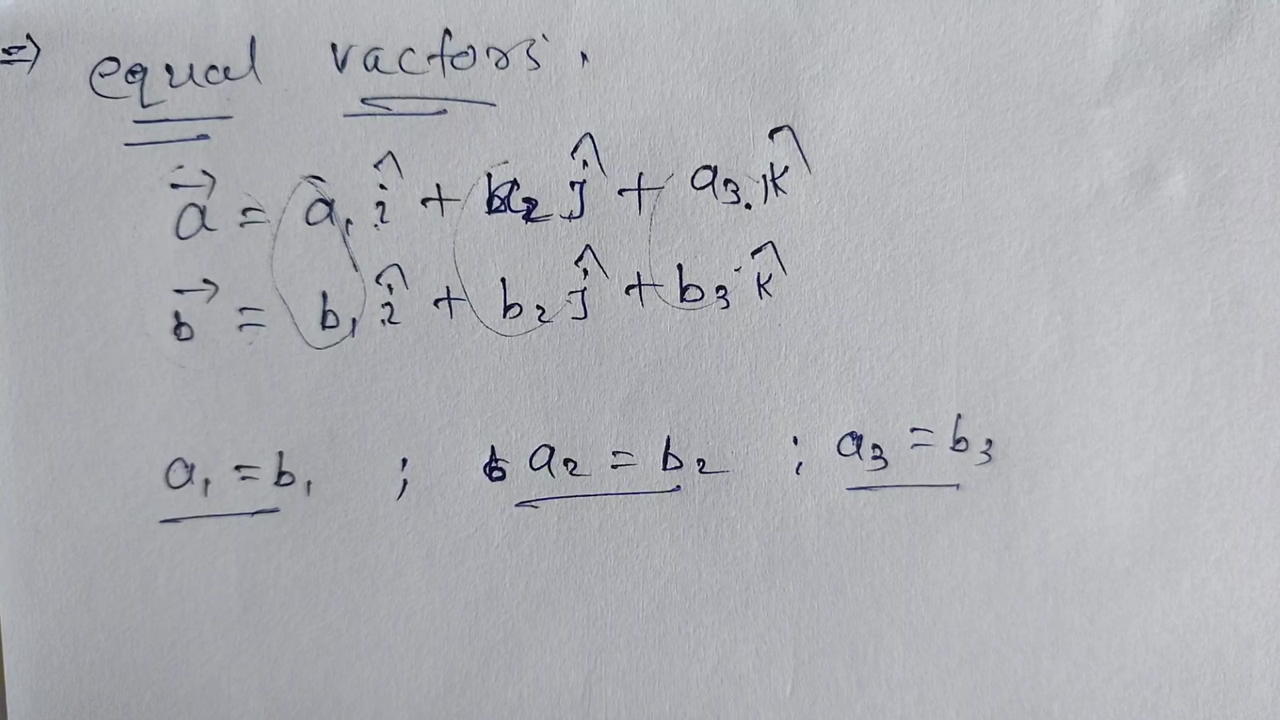 ⇒ equal vactors.
a⃗ = a₁ î + a₂ ĵ + a₃ k̂
b⃗ = b₁ î + b₂ ĵ + b₃ k̂
a₁ = b₁ ; a₂ = b₂ ; a₃ = b₃